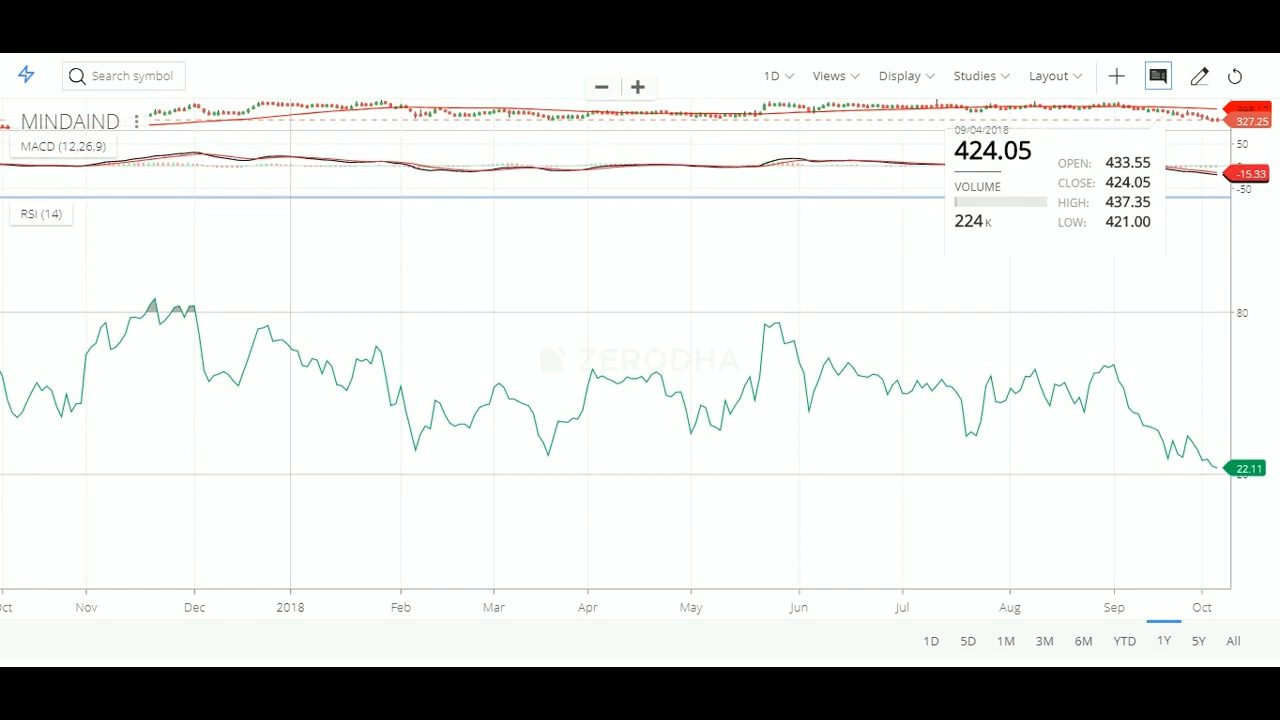 Search symbol
1D Views Display Studies Layout
MINDAIND
327.25
MACD (12,26,9)
50
-15.33
-50
09/04/2018
424.05
VOLUME
224 K
OPEN: 433.55
CLOSE: 424.05
HIGH: 437.35
LOW: 421.00
RSI (14)
80
ZERODHA
22.11
Oct Nov Dec 2018 Feb Mar Apr May Jun Jul Aug Sep Oct
1D 5D 1M 3M 6M YTD 1Y 5Y All